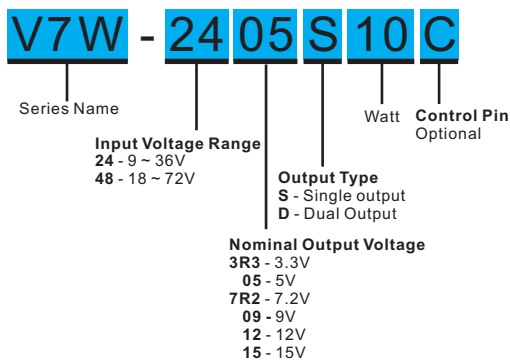 V7W - 24 05 S 10 C
Series Name
Watt
Control Pin
Optional
Input Voltage Range
24 - 9 ~ 36V
48 - 18 ~ 72V
Output Type
S - Single output
D - Dual Output
Nominal Output Voltage
3R3 - 3.3V
05 - 5V
7R2 - 7.2V
09 - 9V
12 - 12V
15 - 15V